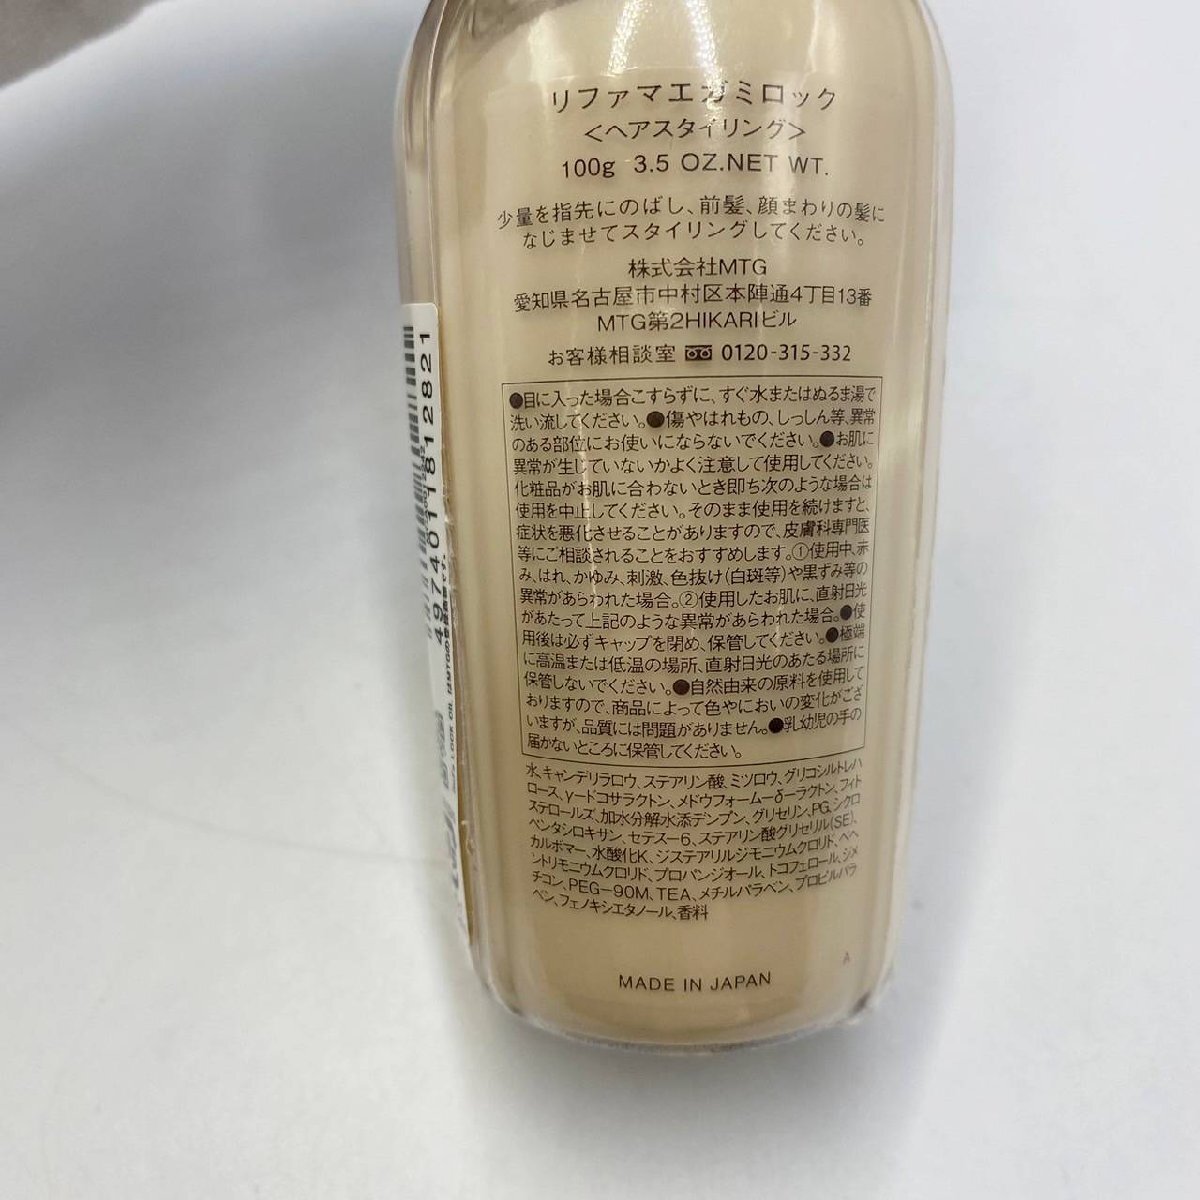 リファマエガミロック
<ヘアスタイリング>
100g 3.5 OZ.NET WT.
少量を指先にのばし、前髪、顔まわりの髪に
なじませてスタイリングしてください。
株式会社MTG
愛知県名古屋市中村区本陣通4丁目13番
MTG第2HIKARIビル
お客様相談室 0120-315-332
●目に入った場合こすらずに、すぐ水またはぬるま湯で
洗い流してください。●傷やはれもの、しっしん等、異常
のある部位にお使いにならないでください。●お肌に
異常が生じていないかよく注意して使用してください。
化粧品がお肌に合わないとき即ち次のような場合は
使用を中止してください。そのまま使用を続けますと、
症状を悪化させることがありますので、皮膚科専門医
等にご相談されることをおすすめします。①使用中、赤
み、はれ、かゆみ、刺激、色抜け(白斑等)や黒ずみ等の
異常があらわれた場合。②使用したお肌に、直射日光
があたって上記のような異常があらわれた場合。●使
用後は必ずキャップを閉め、保管してください。●極端
に高温または低温の場所、直射日光のあたる場所に
保管しないでください。●自然由来の原料を使用して
おりますので、商品によって色やにおいの変化がござ
いますが、品質には問題がありません。●乳幼児の手の
届かないところに保管してください。
水、キャンデリラロウ、ステアリン酸、ミツロウ、グリコシルトレハ
ロース、γ-ドコサラクトン、メドウフォーム-δ-ラクトン、フィト
ステロールズ、加水分解水添デンプン、グリセリン、PG、シクロ
ペンタシロキサン、セテス-6、ステアリン酸グリセリル(SE)、
カルボマー、水酸化K、ジステアリルジモニウムクロリド、ベヘ
ントリモニウムクロリド、プロパンジオール、トコフェロール、ジメ
チコン、PEG-90M、TEA、メチルパラベン、プロピルパラ
ベン、フェノキシエタノール、香料
A
MADE IN JAPAN
4974011812821